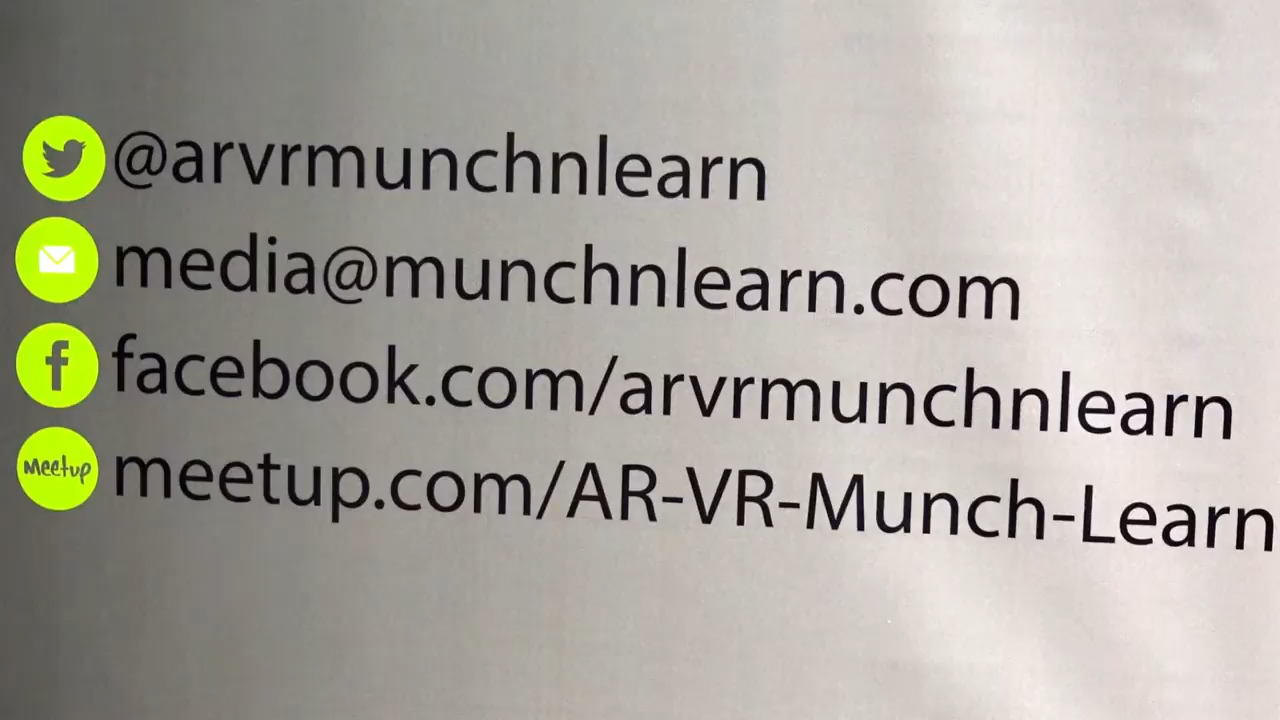 @arvrmunchnlearn
media@munchnlearn.com
facebook.com/arvrmunchnlearn
meetup meetup.com/AR-VR-Munch-Learn